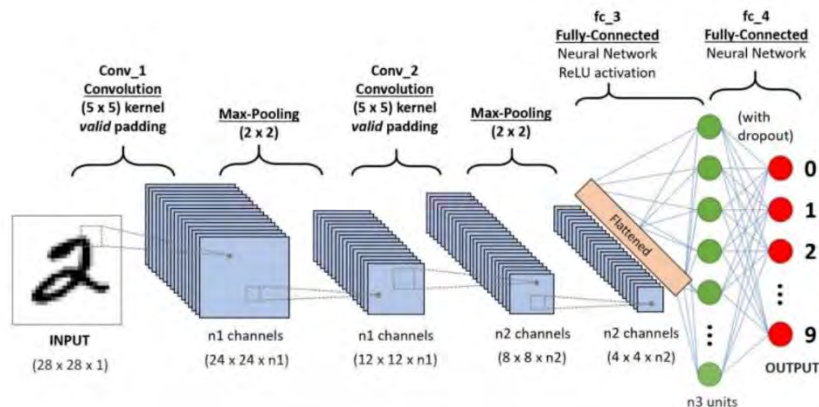 fc_3
Fully-Connected
Neural Network
ReLU activation
fc_4
Fully-Connected
Neural Network
Conv_1
Convolution
(5 x 5) kernel
valid padding
Max-Pooling
(2 x 2)
Conv_2
Convolution
(5 x 5) kernel
valid padding
Max-Pooling
(2 x 2)
(with
dropout)
Flattened
0
1
2
9
2
INPUT
(28 x 28 x 1)
n1 channels
(24 x 24 x n1)
n1 channels
(12 x 12 x n1)
n2 channels
(8 x 8 x n2)
n2 channels
(4 x 4 x n2)
n3 units
OUTPUT